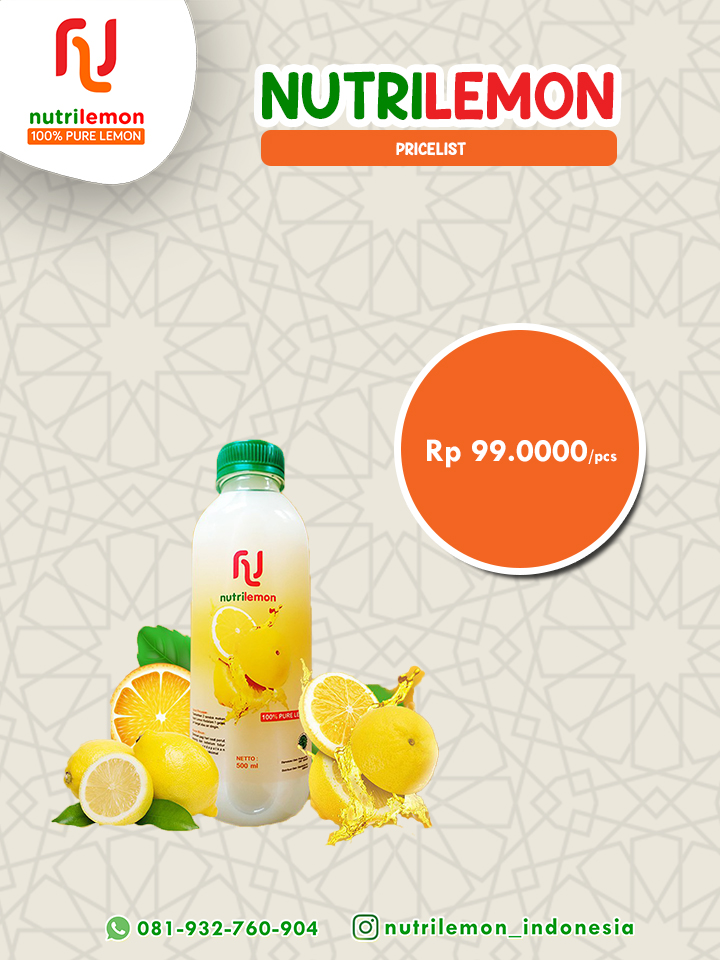 nutrilemon
100% PURE LEMON
NUTRILEMON
PRICELIST
Rp 99.0000/pcs
nutrilemon
100% PURE
NETTO :
500 ml
081-932-760-904
nutrilemon_indonesia